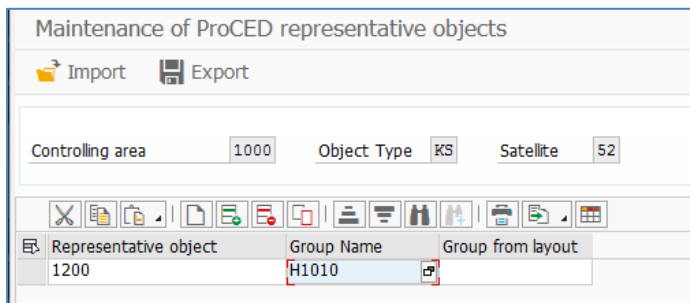 Maintenance of ProCED representative objects
Import Export
Controlling area 1000 Object Type KS Satellite 52
Representative object Group Name Group from layout
1200 H1010